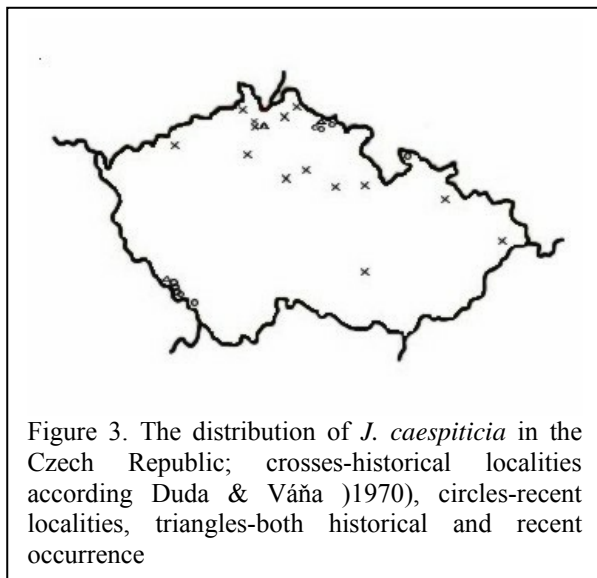 Figure 3. The distribution of J. caespiticia in the
Czech Republic; crosses-historical localities
according Duda & Váňa )1970), circles-recent
localities, triangles-both historical and recent
occurrence